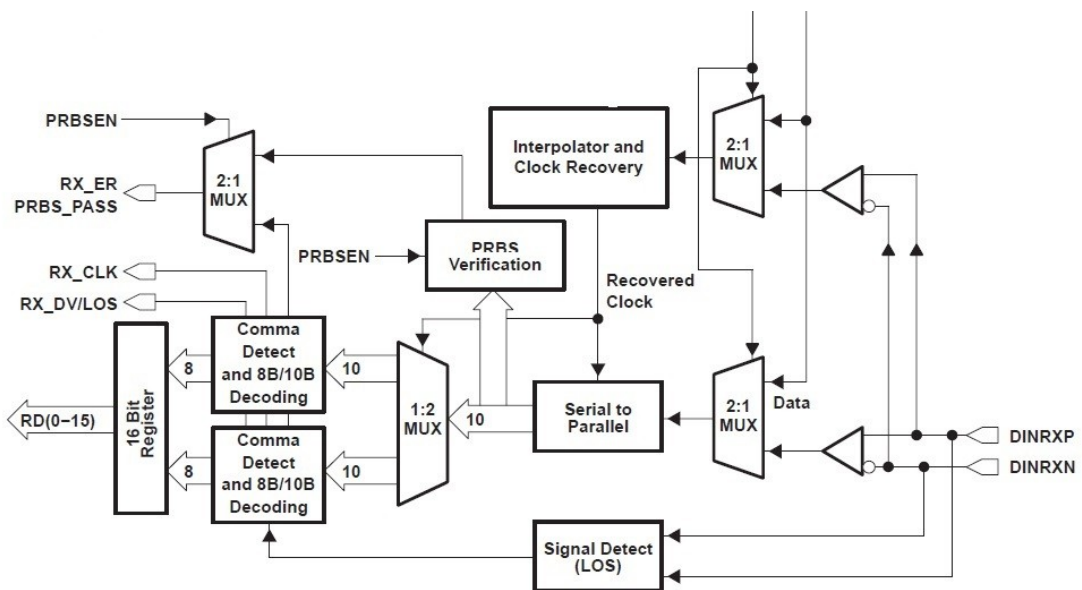 PRBSEN
2:1
MUX
RX_ER
PRBS_PASS
RX_CLK
RX_DV/LOS
Interpolator and
Clock Recovery
2:1
MUX
PRBSEN
PRBS
Verification
Recovered
Clock
Comma
Detect
and 8B/10B
Decoding
8
10
16 Bit
Register
RD(0–15)
1:2
MUX
10
Serial to
Parallel
2:1
MUX
Data
Comma
Detect
and 8B/10B
Decoding
8
10
DINRXP
DINRXN
Signal Detect
(LOS)